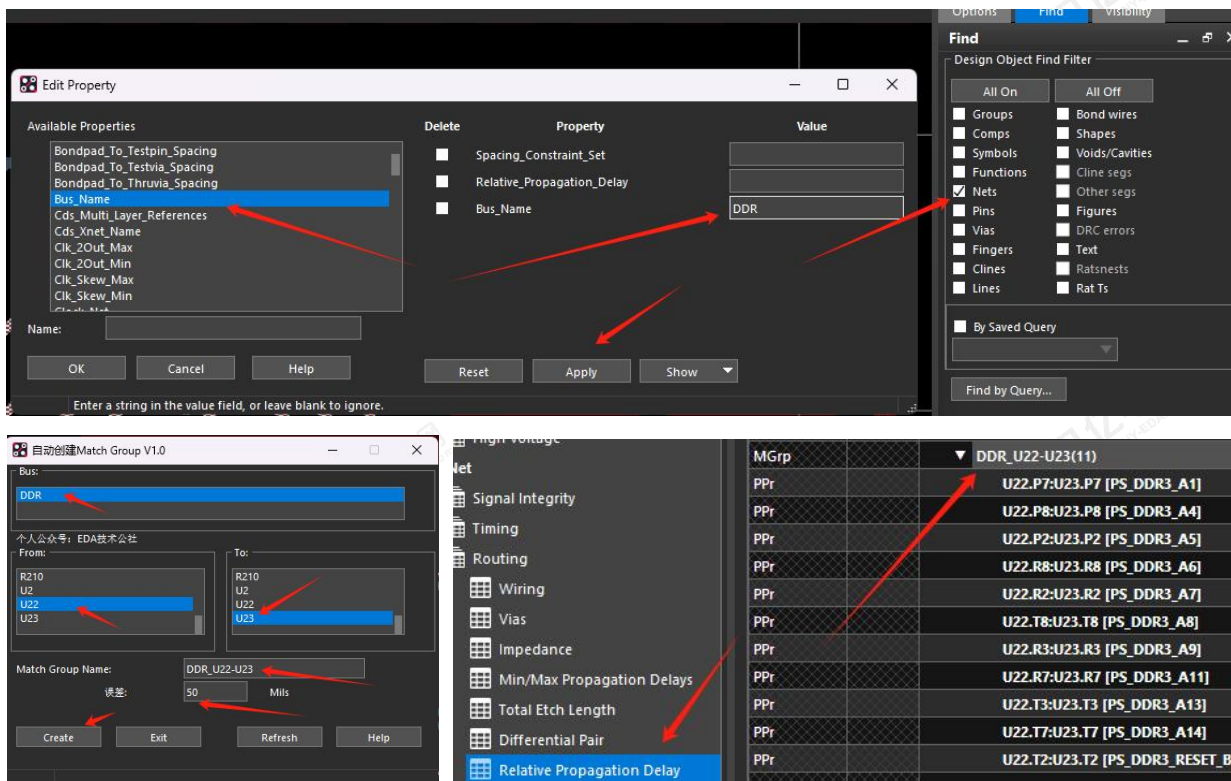 Options Find Visibility
Find
Design Object Find Filter
All On All Off
Groups Bond wires
Comps Shapes
Symbols Voids/Cavities
Functions Cline segs
Nets Other segs
Pins Figures
Vias DRC errors
Fingers Text
Clines Ratsnests
Lines Rat Ts
By Saved Query
Find by Query...
Edit Property
Available Properties Delete Property Value
Bondpad_To_Testpin_Spacing
Bondpad_To_Testvia_Spacing
Bondpad_To_Thruvia_Spacing
Bus_Name
Cds_Multi_Layer_References
Cds_Xnet_Name
Clk_2Out_Max
Clk_2Out_Min
Clk_Skew_Max
Clk_Skew_Min
Clock_Net
Spacing_Constraint_Set
Relative_Propagation_Delay
Bus_Name DDR
Name:
OK Cancel Help Reset Apply Show
Enter a string in the value field, or leave blank to ignore.
自动创建Match Group V1.0
Bus:
DDR
个人公众号：EDA技术公社
From: To:
R210 R210
U2 U2
U22 U22
U23 U23
Match Group Name: DDR_U22-U23
误差: 50 Mils
Create Exit Refresh Help
High Voltage
Net
Signal Integrity
Timing
Routing
Wiring
Vias
Impedance
Min/Max Propagation Delays
Total Etch Length
Differential Pair
Relative Propagation Delay
MGrp DDR_U22-U23(11)
PPr U22.P7:U23.P7 [PS_DDR3_A1]
PPr U22.P8:U23.P8 [PS_DDR3_A4]
PPr U22.P2:U23.P2 [PS_DDR3_A5]
PPr U22.R8:U23.R8 [PS_DDR3_A6]
PPr U22.R2:U23.R2 [PS_DDR3_A7]
PPr U22.T8:U23.T8 [PS_DDR3_A8]
PPr U22.R3:U23.R3 [PS_DDR3_A9]
PPr U22.R7:U23.R7 [PS_DDR3_A11]
PPr U22.T3:U23.T3 [PS_DDR3_A13]
PPr U22.T7:U23.T7 [PS_DDR3_A14]
PPr U22.T2:U23.T2 [PS_DDR3_RESET_B